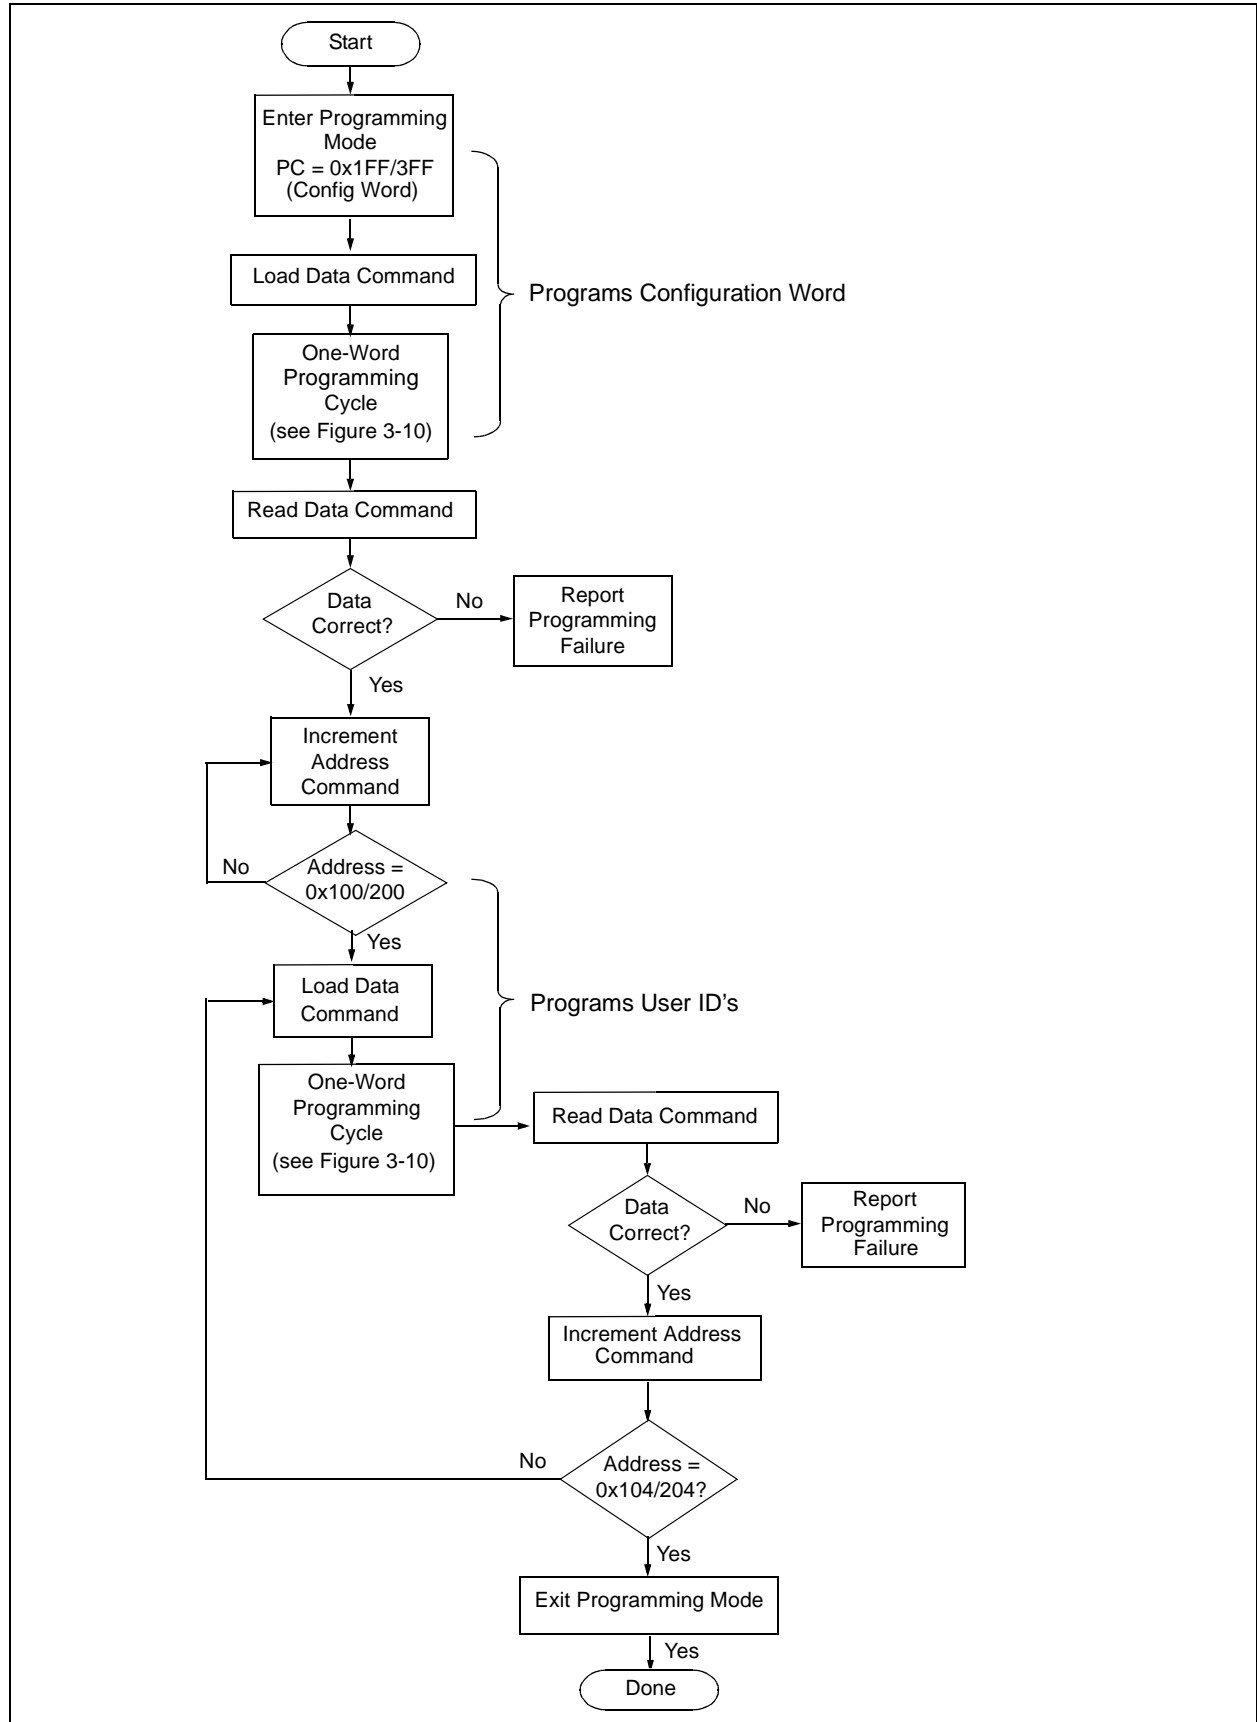 Start
Enter Programming
Mode
PC = 0x1FF/3FF
(Config Word)
Load Data Command
Programs Configuration Word
One-Word
Programming
Cycle
(see Figure 3-10)
Read Data Command
Data
Correct?
No
Report
Programming
Failure
Yes
Increment
Address
Command
No
Address =
0x100/200
Yes
Load Data
Command
Programs User ID's
One-Word
Programming
Cycle
(see Figure 3-10)
Read Data Command
Data
Correct?
No
Report
Programming
Failure
Yes
Increment Address
Command
No
Address =
0x104/204?
Yes
Exit Programming Mode
Yes
Done